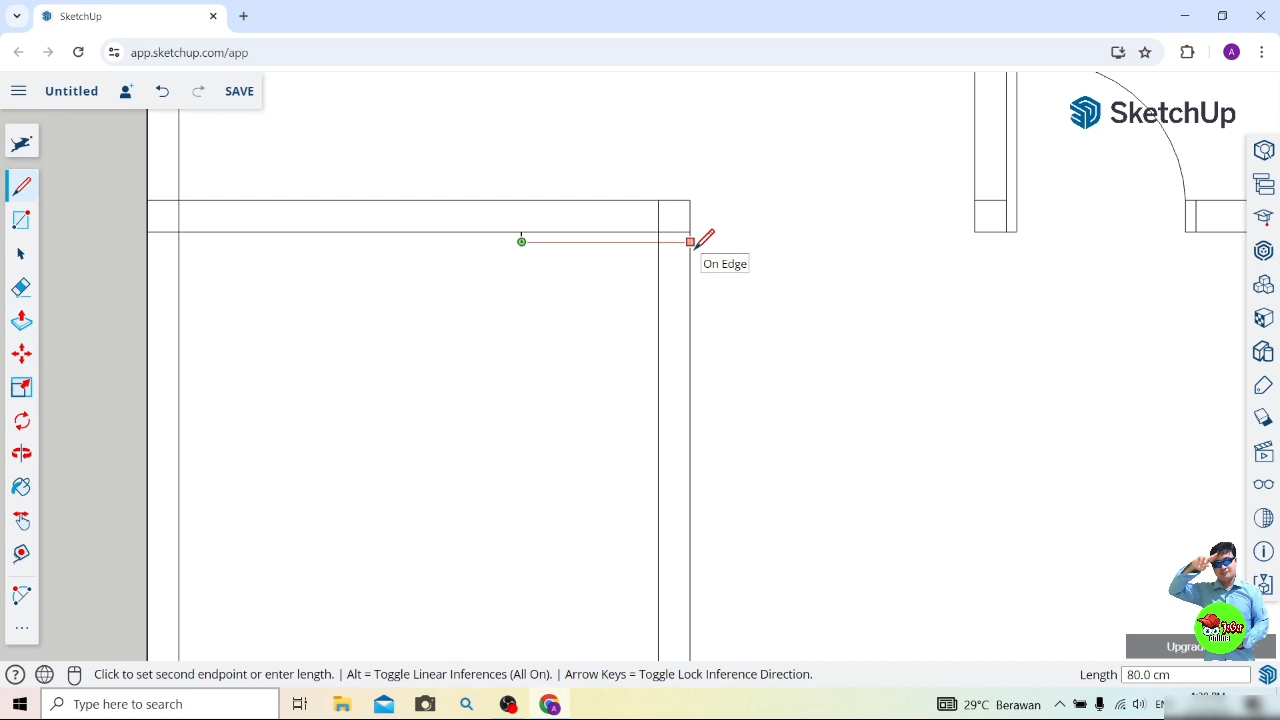 SketchUp
app.sketchup.com/app
A
Untitled
SAVE
SketchUp
On Edge
JaGur
online
Click to set second endpoint or enter length. | Alt = Toggle Linear Inferences (All On). | Arrow Keys = Toggle Lock Inference Direction.
Length
80.0 cm
Type here to search
29°C Berawan